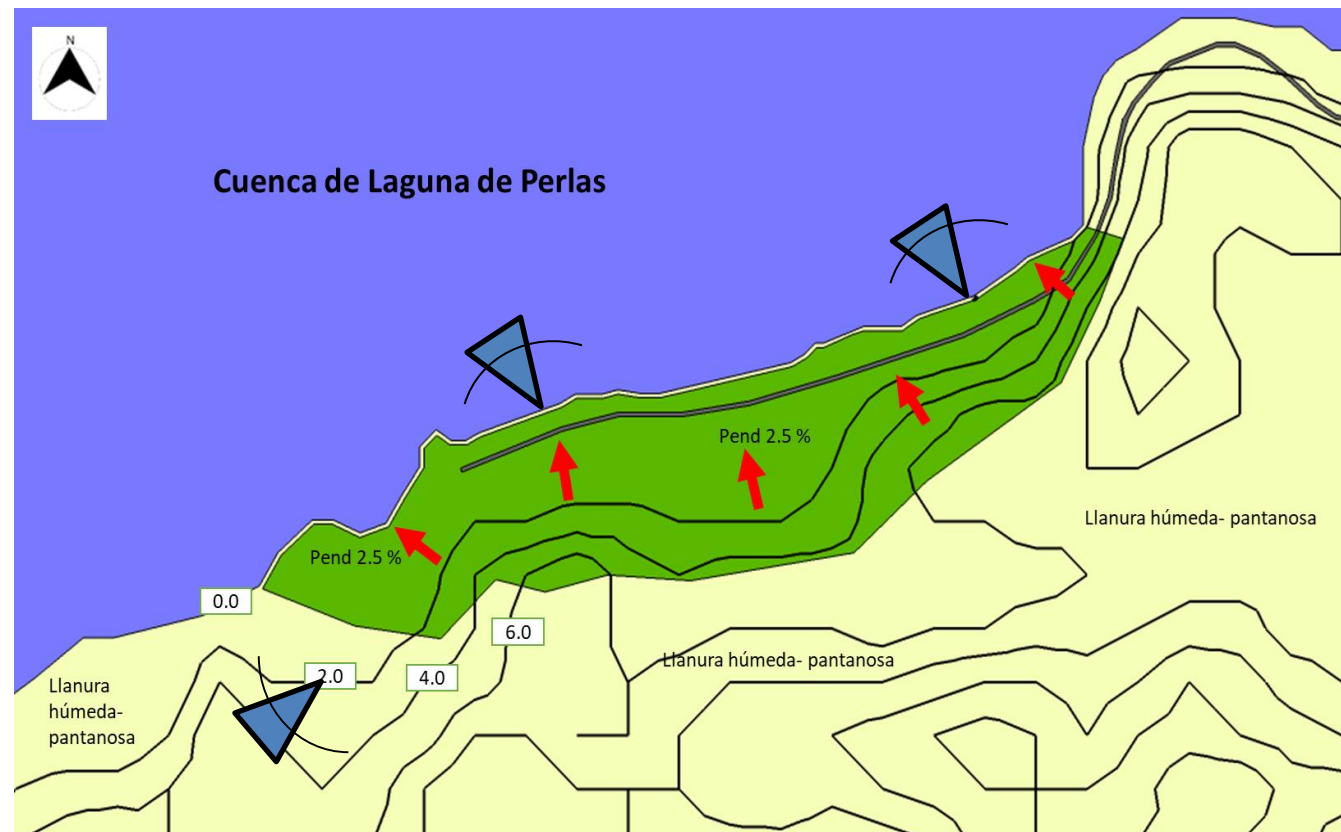 N
Cuenca de Laguna de Perlas
Pend 2.5 %
Llanura húmeda- pantanosa
Pend 2.5 %
0.0
6.0
Llanura húmeda- pantanosa
2.0
4.0
Llanura
húmeda-
pantanosa